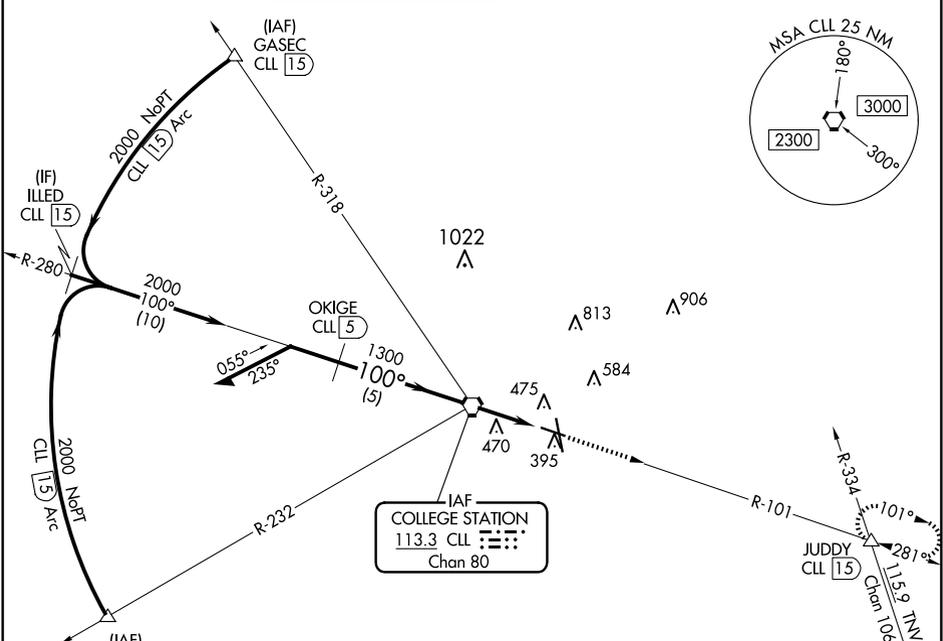 (IAF)
GASEC
CLL 15
MSA CLL 25 NM
180°
3000
2300
300°
2000 NoPT
CLL 15 Arc
(IF)
ILLED
CLL 15
R-318
R-280
1022
2000
100°
(10)
OKIGE
CLL 5
813
906
055°
235°
1300
100°
(5)
584
475
470
395
2000 NoPT
CLL 15 Arc
R-232
IAF
COLLEGE STATION
113.3 CLL
Chan 80
R-101
R-334
101°
281°
JUDDY
CLL 15
115.9 TNV
Chan 106
(IAF)